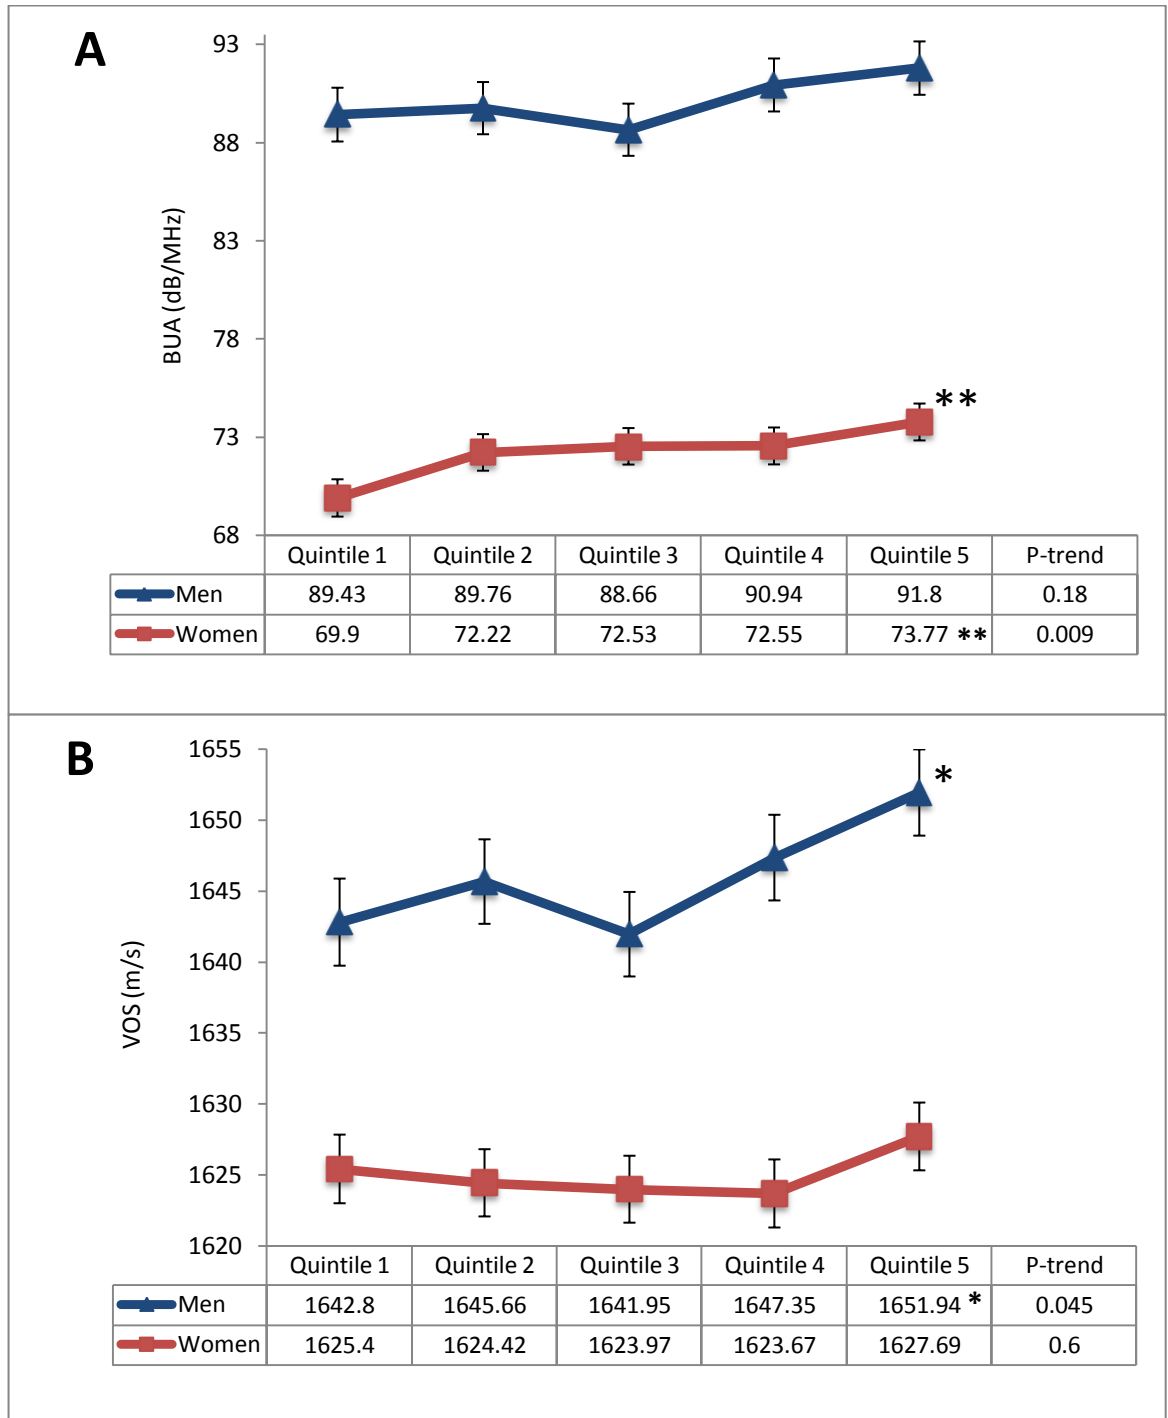 A
93
88
83
78
73
68
BUA (dB/MHz)
**
Quintile 1 Quintile 2 Quintile 3 Quintile 4 Quintile 5 P-trend
Men 89.43 89.76 88.66 90.94 91.8 0.18
Women 69.9 72.22 72.53 72.55 73.77 ** 0.009
B
1655
1650
1645
1640
1635
1630
1625
1620
VOS (m/s)
*
Quintile 1 Quintile 2 Quintile 3 Quintile 4 Quintile 5 P-trend
Men 1642.8 1645.66 1641.95 1647.35 1651.94 * 0.045
Women 1625.4 1624.42 1623.97 1623.67 1627.69 0.6